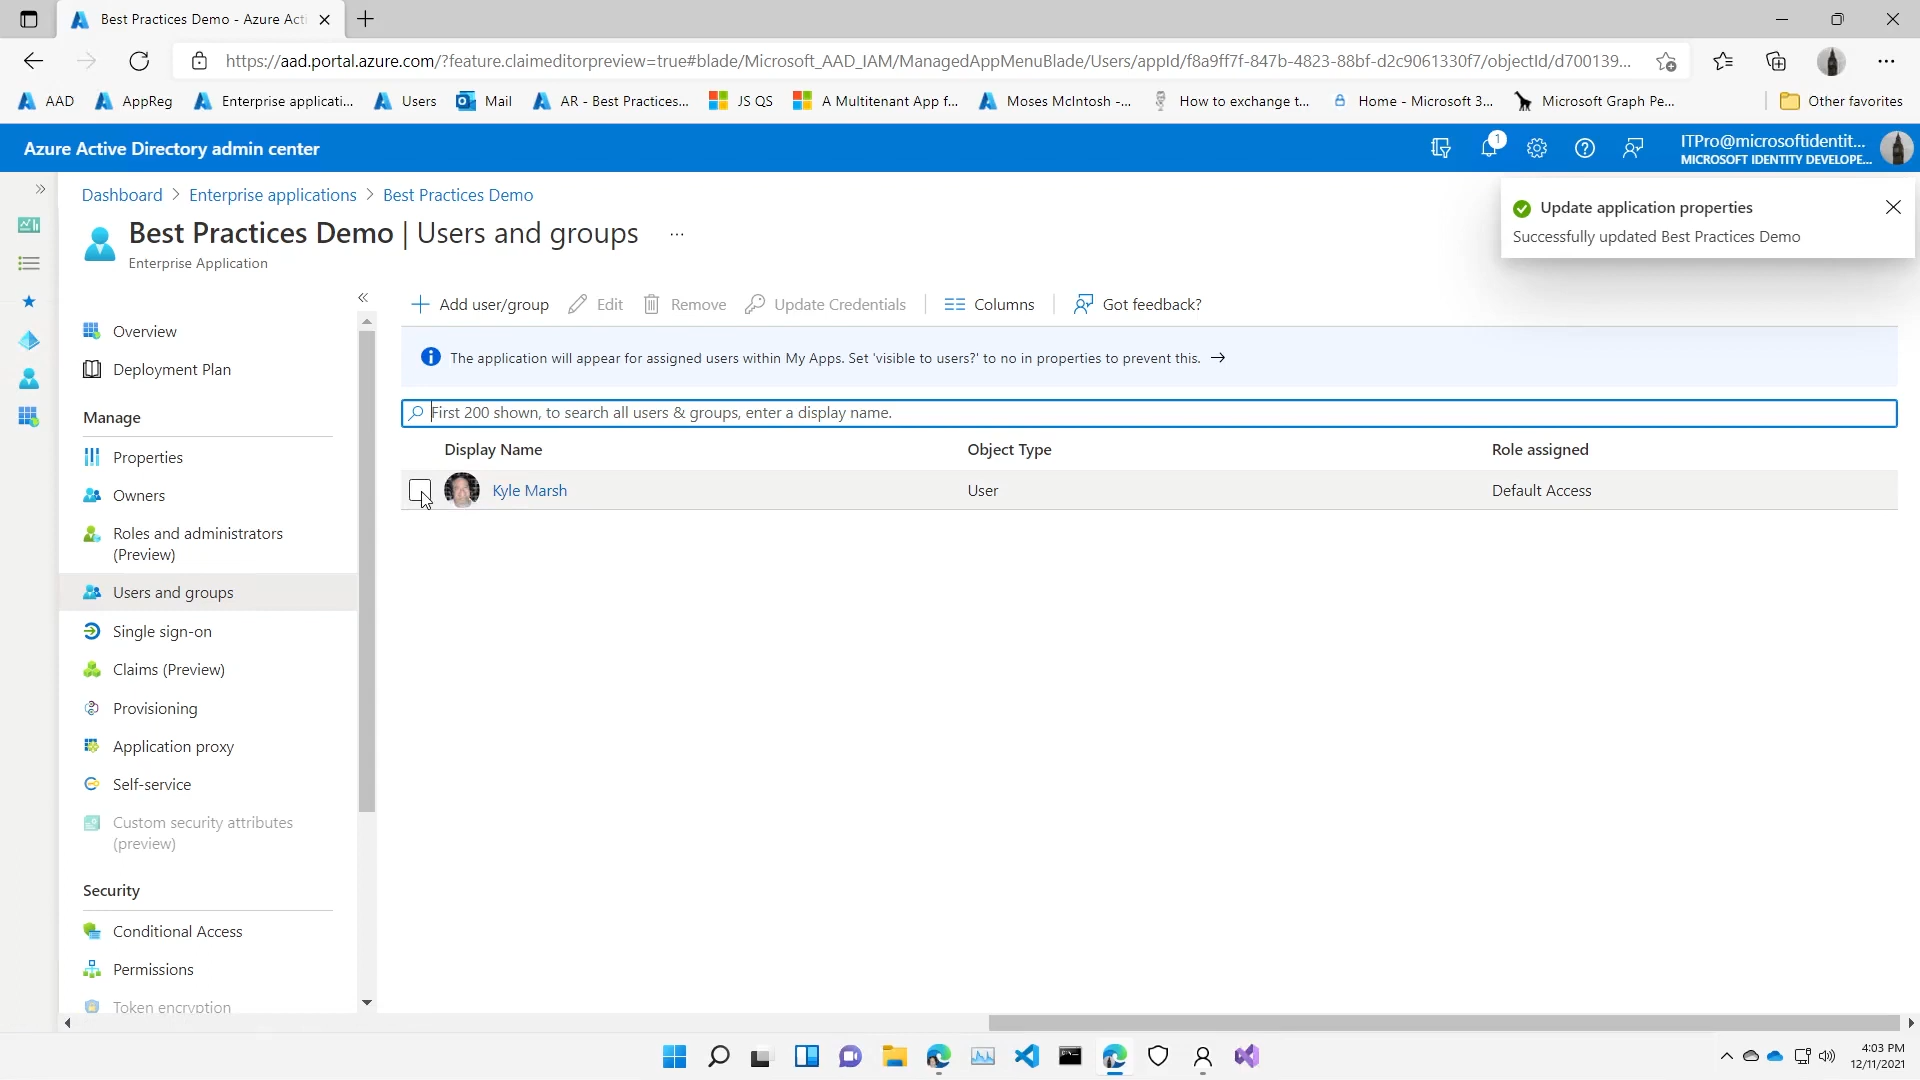 Best Practices Demo - Azure Acti
https://aad.portal.azure.com/?feature.claimeditorpreview=true#blade/Microsoft_AAD_IAM/ManagedAppMenuBlade/Users/appId/f8a9ff7f-847b-4823-88bf-d2c9061330f7/objectId/d700139...
AAD AppReg Enterprise applicati... Users Mail AR - Best Practices... JS QS A Multitenant App f... Moses McIntosh -... How to exchange t... Home - Microsoft 3... Microsoft Graph Pe... Other favorites
Azure Active Directory admin center
1
ITPro@microsoftidentit...
MICROSOFT IDENTITY DEVELOPE...
Dashboard > Enterprise applications > Best Practices Demo
Best Practices Demo | Users and groups ...
Enterprise Application
Update application properties
Successfully updated Best Practices Demo
Overview
Deployment Plan
Manage
Properties
Owners
Roles and administrators
(Preview)
Users and groups
Single sign-on
Claims (Preview)
Provisioning
Application proxy
Self-service
Custom security attributes
(preview)
Security
Conditional Access
Permissions
Token encryption
Add user/group Edit Remove Update Credentials Columns Got feedback?
The application will appear for assigned users within My Apps. Set 'visible to users?' to no in properties to prevent this. →
First 200 shown, to search all users & groups, enter a display name.
Display Name Object Type Role assigned
Kyle Marsh User Default Access
4:03 PM
12/11/2021